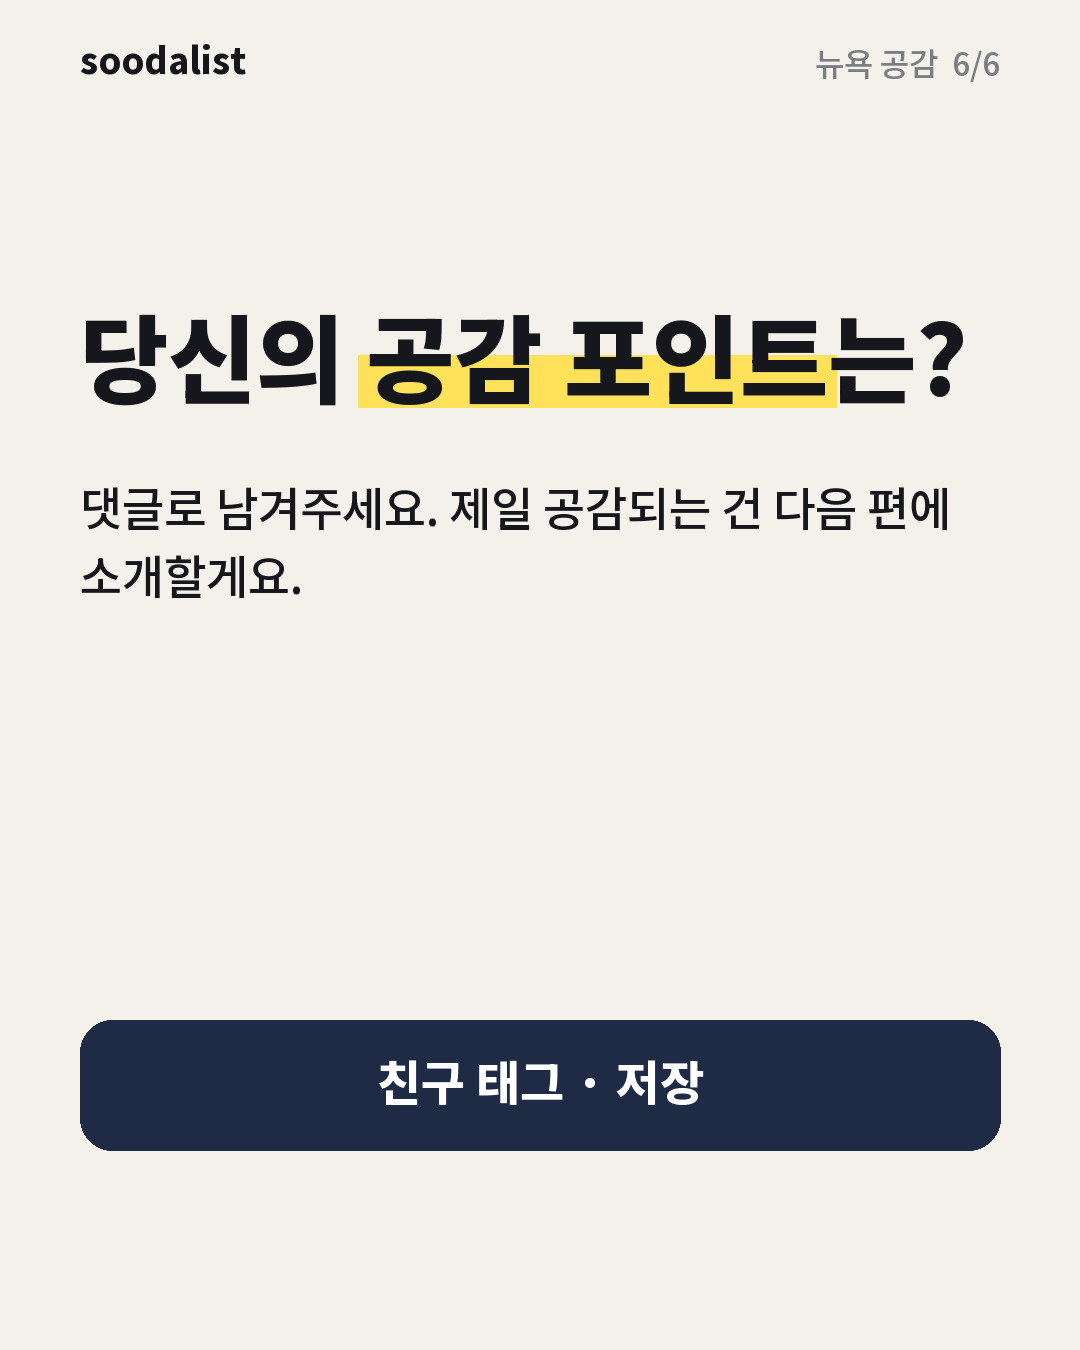 soodalist
뉴욕 공감 6/6
당신의 공감 포인트는?
댓글로 남겨주세요. 제일 공감되는 건 다음 편에
소개할게요.
친구 태그 · 저장